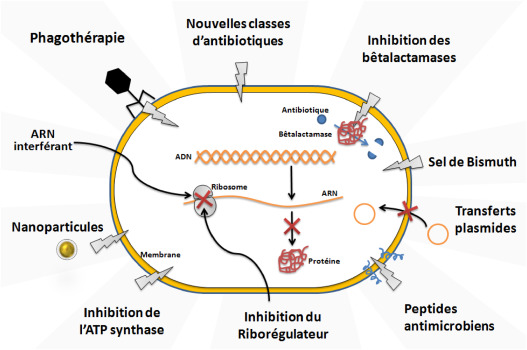 Nouvelles classes
d'antibiotiques
Phagothérapie
Inhibition des
bêtalactamases
Antibiotique
Bêtalactamase
ARN
interférant
ADN
Sel de Bismuth
Ribosome
ARN
Transferts
plasmides
Nanoparticules
Membrane
Protéine
Inhibition de
l'ATP synthase
Inhibition du
Riborégulateur
Peptides
antimicrobiens